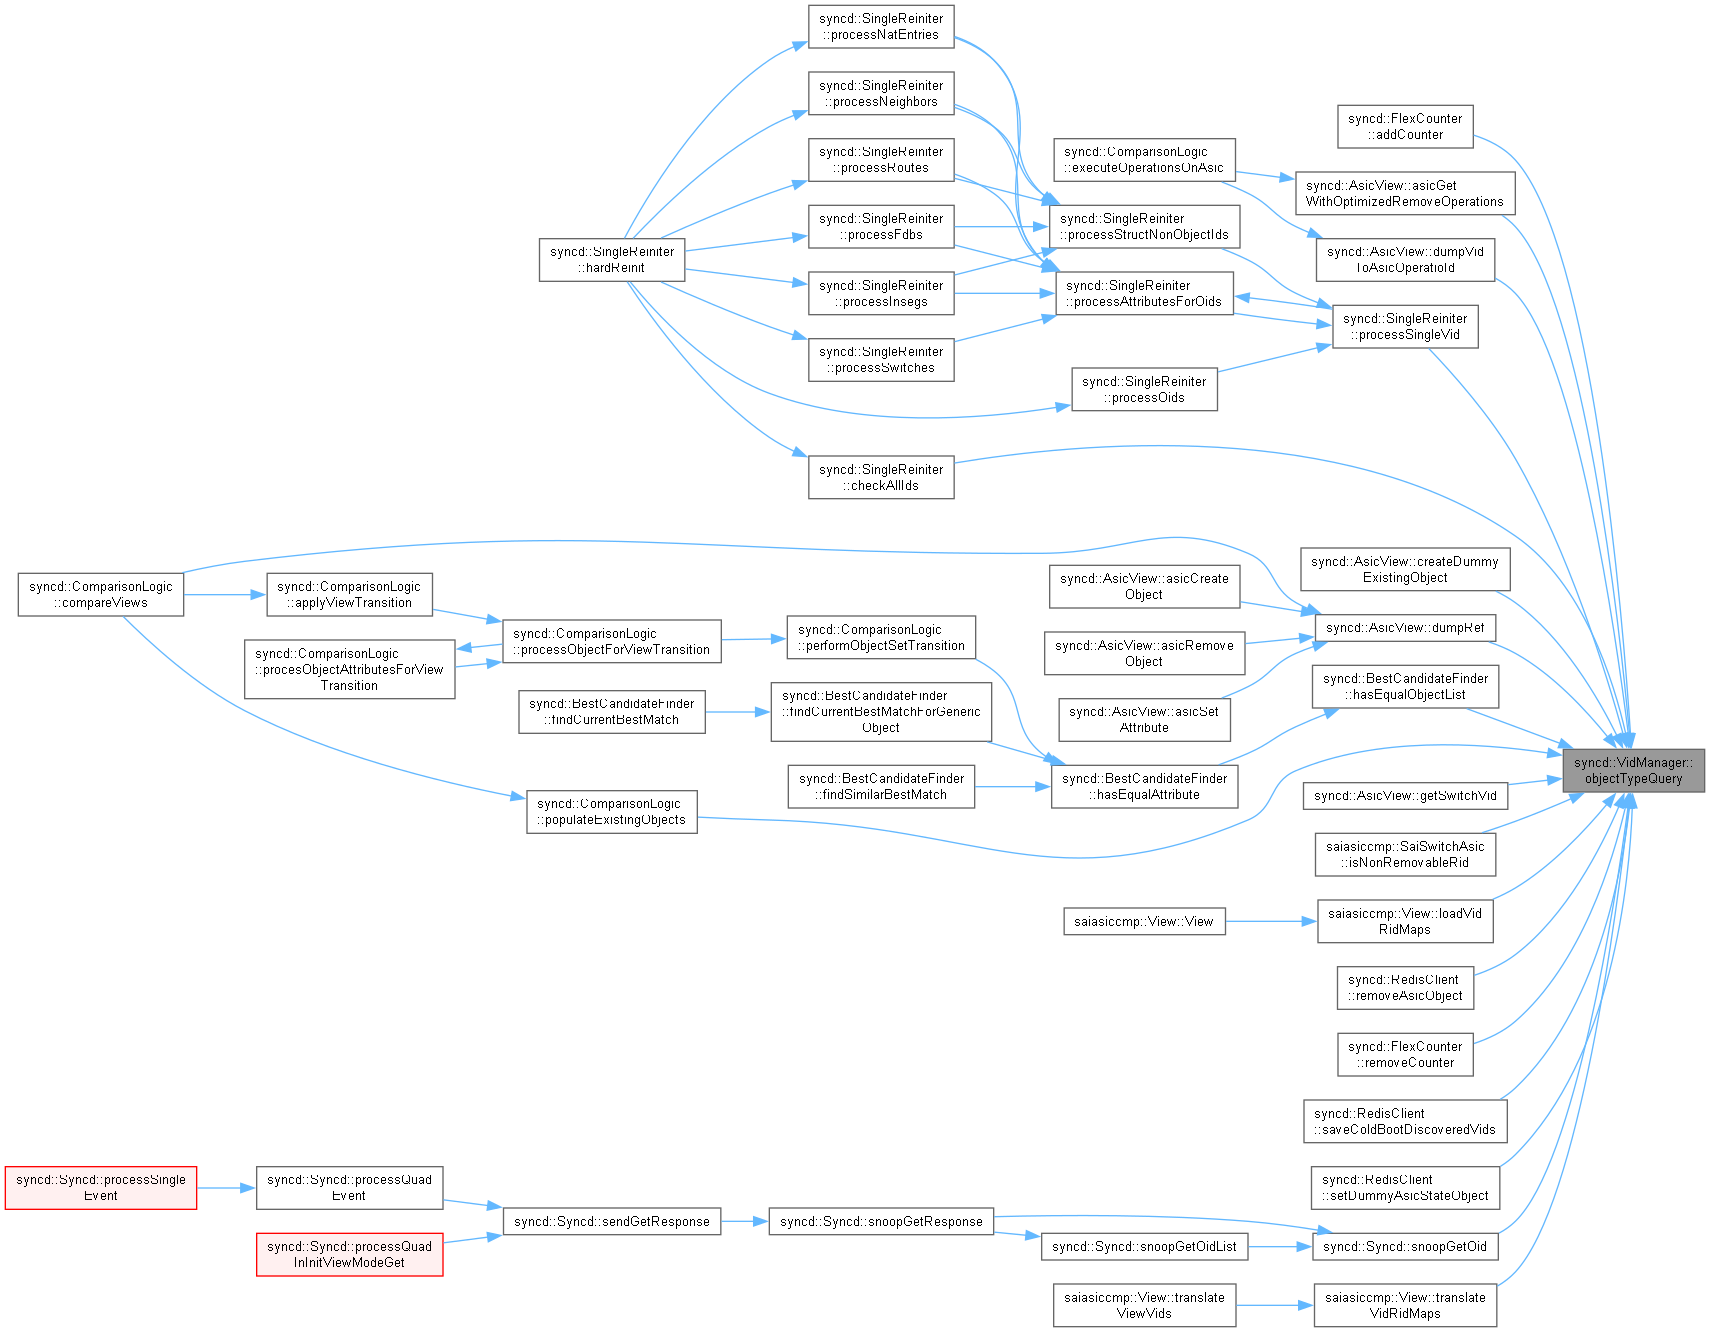 syncd::SingleReiniter
::processNatEntries
syncd::SingleReiniter
::processNeighbors
syncd::SingleReiniter
::processRoutes
syncd::SingleReiniter
::processFdbs
syncd::SingleReiniter
::hardReinit
syncd::SingleReiniter
::processInsegs
syncd::SingleReiniter
::processSwitches
syncd::SingleReiniter
::checkAllIds
syncd::ComparisonLogic
::executeOperationsOnAsic
syncd::SingleReiniter
::processStructNonObjectIds
syncd::SingleReiniter
::processAttributesForOids
syncd::SingleReiniter
::processOids
syncd::FlexCounter
::addCounter
syncd::AsicView::asicGet
WithOptimizedRemoveOperations
syncd::AsicView::dumpVid
ToAsicOperatioId
syncd::SingleReiniter
::processSingleVid
syncd::ComparisonLogic
::compareViews
syncd::ComparisonLogic
::applyViewTransition
syncd::ComparisonLogic
::procesObjectAttributesForView
Transition
syncd::ComparisonLogic
::processObjectForViewTransition
syncd::BestCandidateFinder
::findCurrentBestMatch
syncd::ComparisonLogic
::populateExistingObjects
syncd::ComparisonLogic
::performObjectSetTransition
syncd::BestCandidateFinder
::findCurrentBestMatchForGeneric
Object
syncd::BestCandidateFinder
::findSimilarBestMatch
syncd::AsicView::asicCreate
Object
syncd::AsicView::asicRemove
Object
syncd::AsicView::asicSet
Attribute
syncd::BestCandidateFinder
::hasEqualAttribute
syncd::AsicView::createDummy
ExistingObject
syncd::AsicView::dumpRef
syncd::BestCandidateFinder
::hasEqualObjectList
syncd::VidManager::
objectTypeQuery
syncd::AsicView::getSwitchVid
saiasiccmp::SaiSwitchAsic
::isNonRemovableRid
saiasiccmp::View::View
saiasiccmp::View::loadVid
RidMaps
syncd::RedisClient
::removeAsicObject
syncd::FlexCounter
::removeCounter
syncd::RedisClient
::saveColdBootDiscoveredVids
syncd::RedisClient
::setDummyAsicStateObject
syncd::Syncd::processSingle
Event
syncd::Syncd::processQuad
Event
syncd::Syncd::processQuad
InInitViewModeGet
syncd::Syncd::sendGetResponse
syncd::Syncd::snoopGetResponse
syncd::Syncd::snoopGetOidList
syncd::Syncd::snoopGetOid
saiasiccmp::View::translate
ViewVids
saiasiccmp::View::translate
VidRidMaps